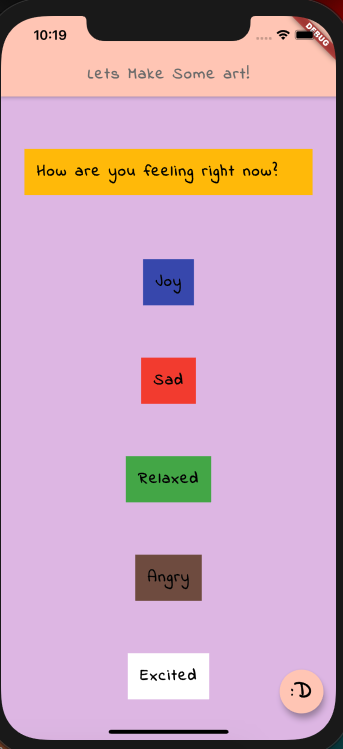 10:19
DEBUG
Lets Make Some art!
How are you feeling right now?
Joy
Sad
Relaxed
Angry
Excited
:D